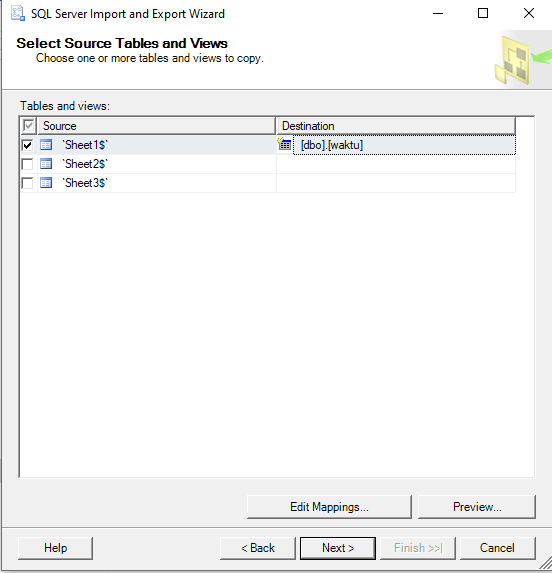 SQL Server Import and Export Wizard
Select Source Tables and Views
Choose one or more tables and views to copy.
Tables and views:
Source Destination
`Sheet1$` [dbo].[waktu]
`Sheet2$`
`Sheet3$`
Edit Mappings... Preview...
Help < Back Next > Finish >>| Cancel